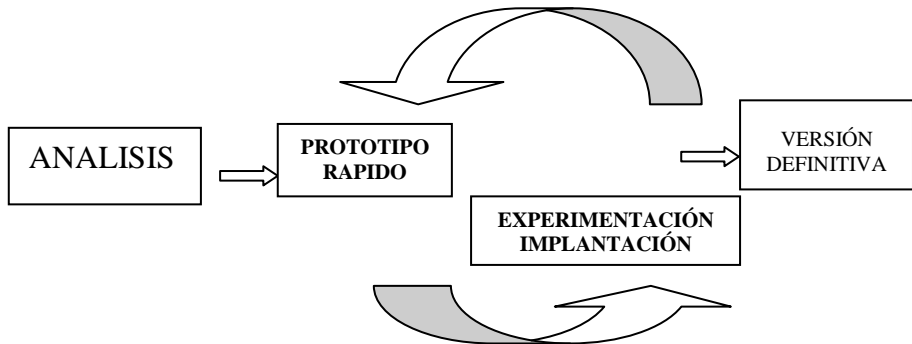 ANALISIS
PROTOTIPO
RAPIDO
EXPERIMENTACIÓN
IMPLANTACIÓN
VERSIÓN
DEFINITIVA